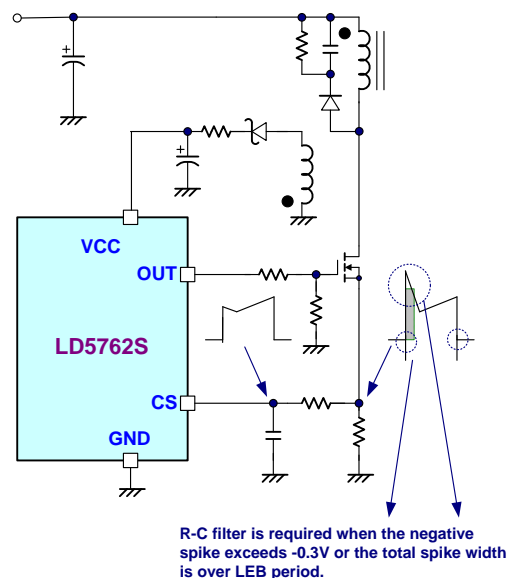 VCC
OUT
LD5762S
CS
GND
R-C filter is required when the negative
spike exceeds -0.3V or the total spike width
is over LEB period.